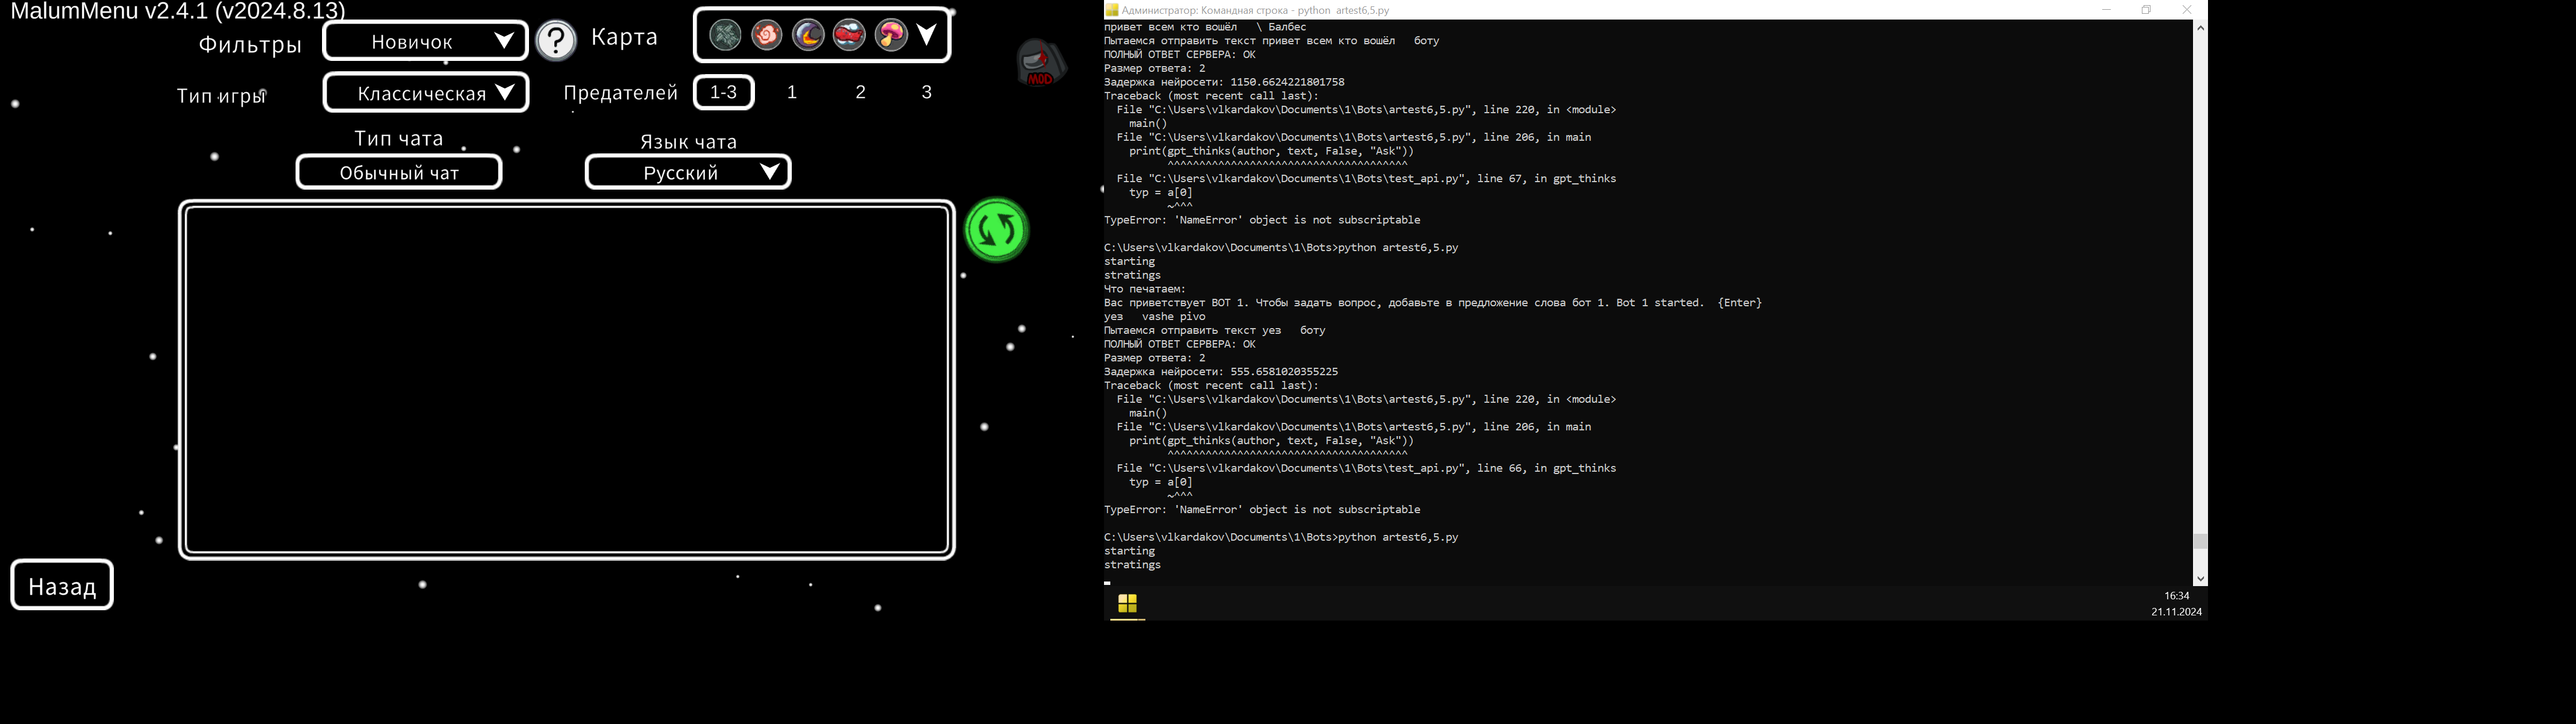 MalumMenu v2.4.1 (v2024.8.13)
Фильтры
Новичок
?
Карта
Тип игры
Классическая
Предателей
1-3
1
2
3
MOD
Тип чата
Язык чата
Обычный чат
Русский
Назад
Администратор: Командная строка - python artest6,5.py
привет всем кто вошёл \ Балбес
Пытаемся отправить текст привет всем кто вошёл боту
ПОЛНЫЙ ОТВЕТ СЕРВЕРА: OK
Размер ответа: 2
Задержка нейросети: 1150.6624221801758
Traceback (most recent call last):
File "C:\Users\vlkardakov\Documents\1\Bots\artest6,5.py", line 220, in <module>
main()
File "C:\Users\vlkardakov\Documents\1\Bots\artest6,5.py", line 206, in main
print(gpt_thinks(author, text, False, "Ask"))
^^^^^^^^^^^^^^^^^^^^^^^^^^^^^^^^^^^^^^
File "C:\Users\vlkardakov\Documents\1\Bots\test_api.py", line 67, in gpt_thinks
typ = a[0]
~^^^
TypeError: 'NameError' object is not subscriptable
C:\Users\vlkardakov\Documents\1\Bots>python artest6,5.py
starting
stratings
Что печатаем:
Вас приветствует BOT 1. Чтобы задать вопрос, добавьте в предложение слова бот 1. Bot 1 started. {Enter}
уез vashe pivo
Пытаемся отправить текст уез боту
ПОЛНЫЙ ОТВЕТ СЕРВЕРА: OK
Размер ответа: 2
Задержка нейросети: 555.6581020355225
Traceback (most recent call last):
File "C:\Users\vlkardakov\Documents\1\Bots\artest6,5.py", line 220, in <module>
main()
File "C:\Users\vlkardakov\Documents\1\Bots\artest6,5.py", line 206, in main
print(gpt_thinks(author, text, False, "Ask"))
^^^^^^^^^^^^^^^^^^^^^^^^^^^^^^^^^^^^^^
File "C:\Users\vlkardakov\Documents\1\Bots\test_api.py", line 66, in gpt_thinks
typ = a[0]
~^^^
TypeError: 'NameError' object is not subscriptable
C:\Users\vlkardakov\Documents\1\Bots>python artest6,5.py
starting
stratings
16:34
21.11.2024